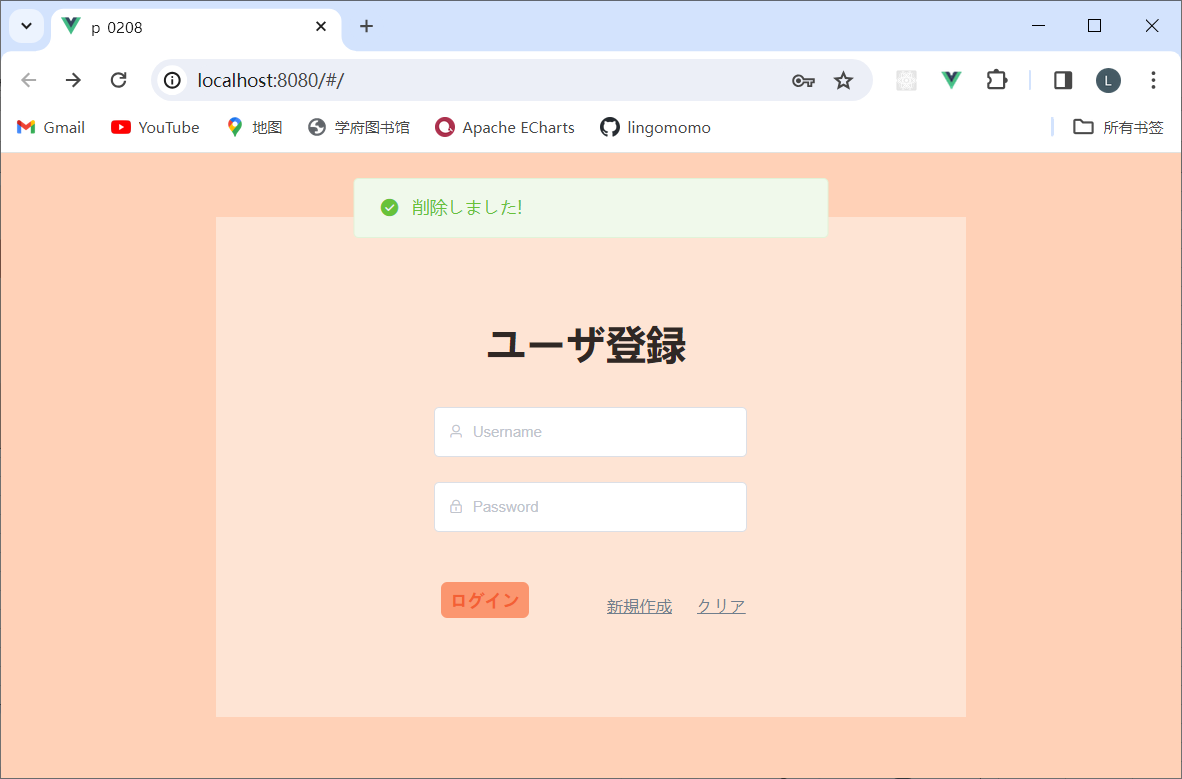 p_0208
localhost:8080/#/
L
Gmail YouTube 地图 学府图书馆 Apache ECharts lingomomo 所有书签
削除しました!
ユーザ登録
Username
Password
ログイン 新規作成 クリア